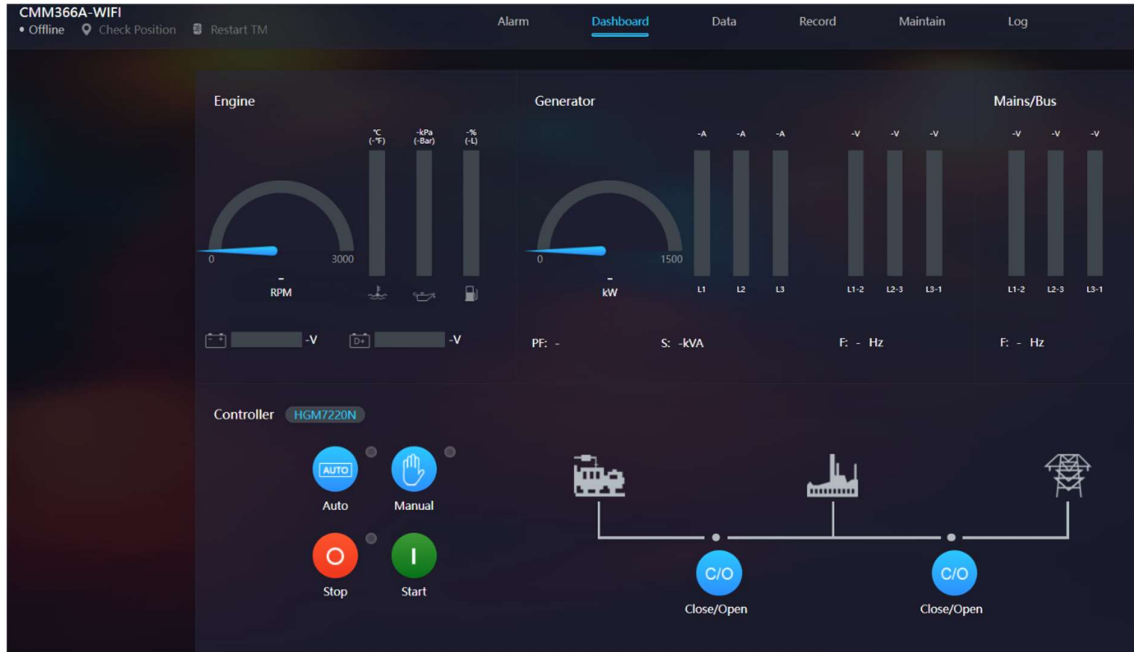 CMM366A-WIFI
• Offline Check Position Restart TM
Alarm Dashboard Data Record Maintain Log
Engine
°C -kPa -%
(-°F) (-Bar) (-L)
0 3000
-
RPM
- + -V D+ -V
Generator
-A -A -A -V -V -V
0 1500
-
kW
L1 L2 L3 L1-2 L2-3 L3-1
PF: - S: -kVA F: - Hz
Mains/Bus
-V -V -V
L1-2 L2-3 L3-1
F: - Hz
Controller HGM7220N
AUTO
Auto Manual
Stop Start
C/O C/O
Close/Open Close/Open